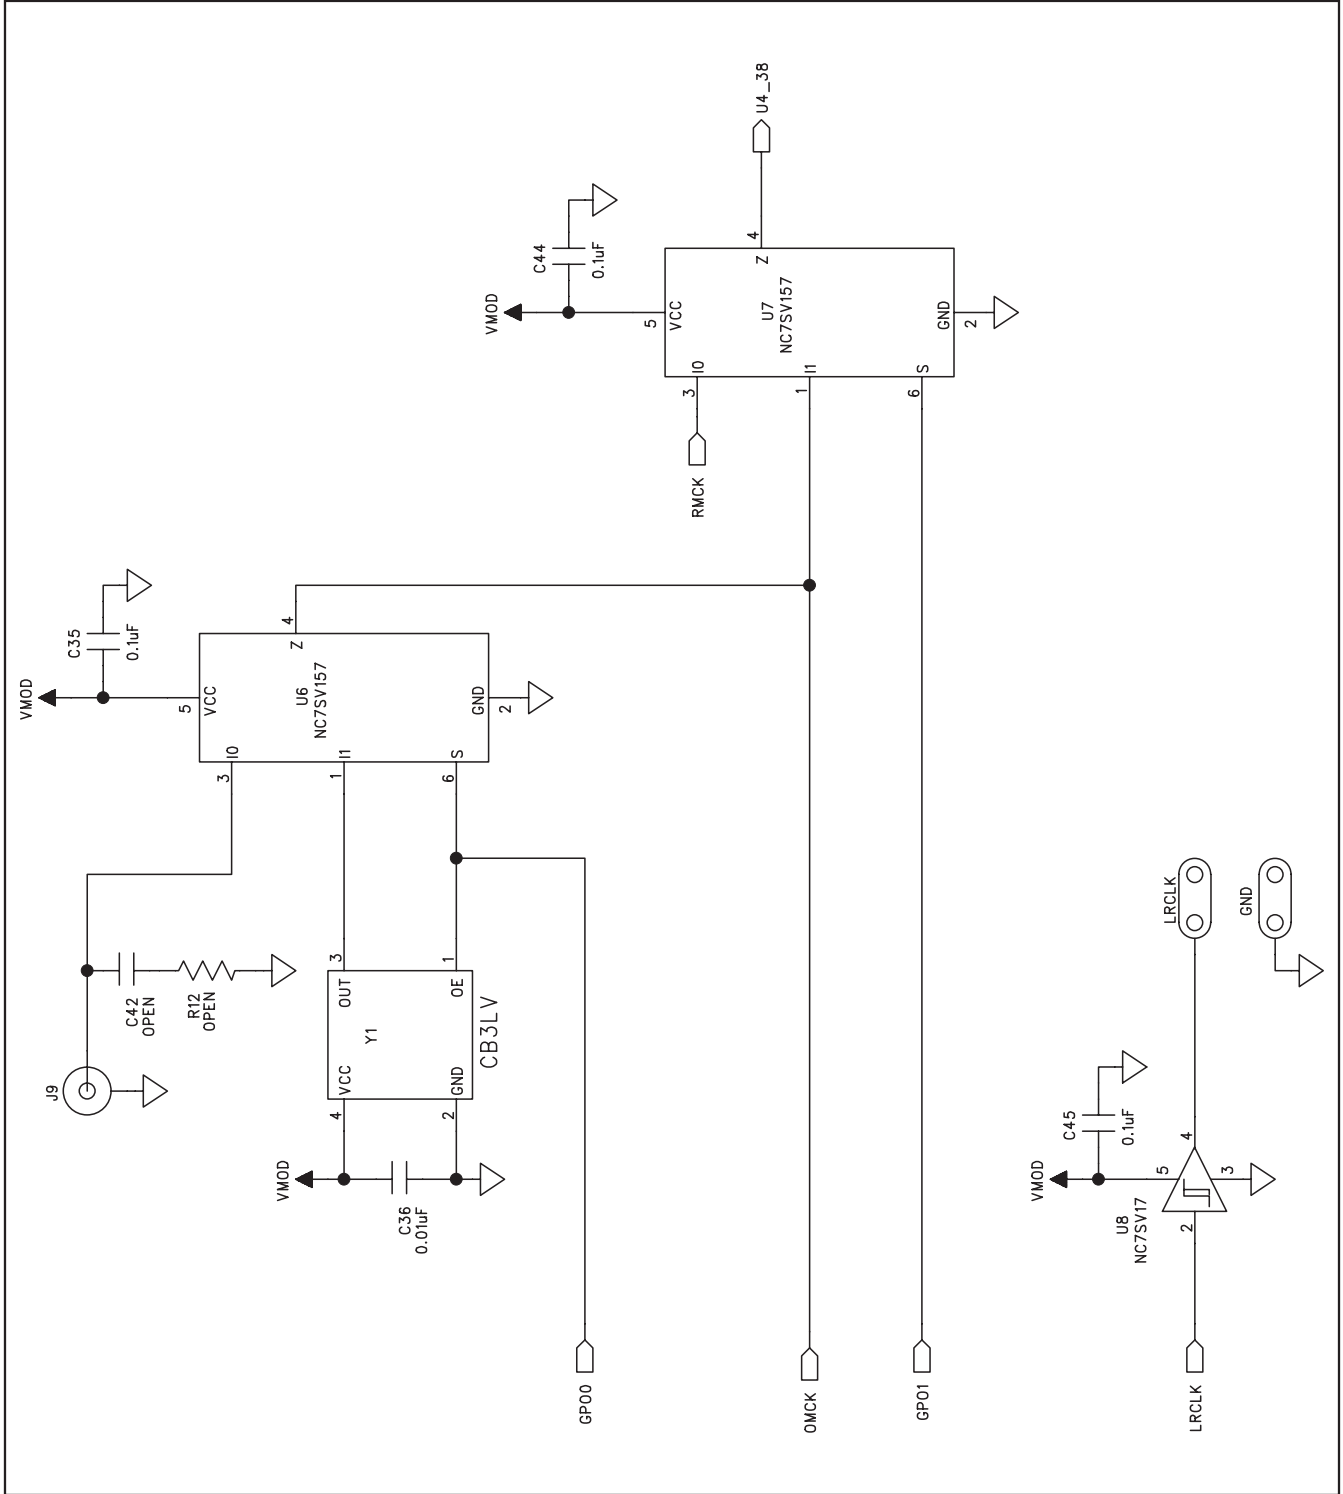 J9
C42
OPEN
R12
OPEN
VMOD
C35
0.1uF
5
VCC
3
I0
1
I1
6
S
U6
NC7SV157
Z
4
GND
2
VMOD
C36
0.01uF
4
VCC
2
GND
Y1
OUT
3
OE
1
CB3LV
GPO0
VMOD
C44
0.1uF
5
VCC
RMCK
3
I0
1
I1
6
S
U7
NC7SV157
Z
4
U4_38
GND
2
OMCK
GPO1
VMOD
C45
0.1uF
U8
NC7SV17
5
2
4
3
LRCLK
LRCLK
GND